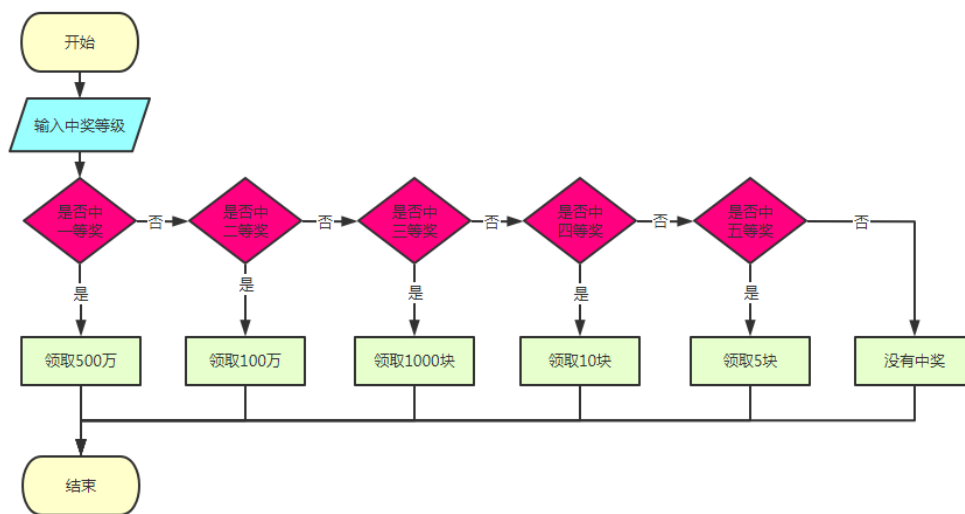 开始
输入中奖等级
是否中
一等奖
否
是否中
二等奖
否
是否中
三等奖
否
是否中
四等奖
否
是否中
五等奖
否
是
是
是
是
是
领取500万
领取100万
领取1000块
领取10块
领取5块
没有中奖
结束